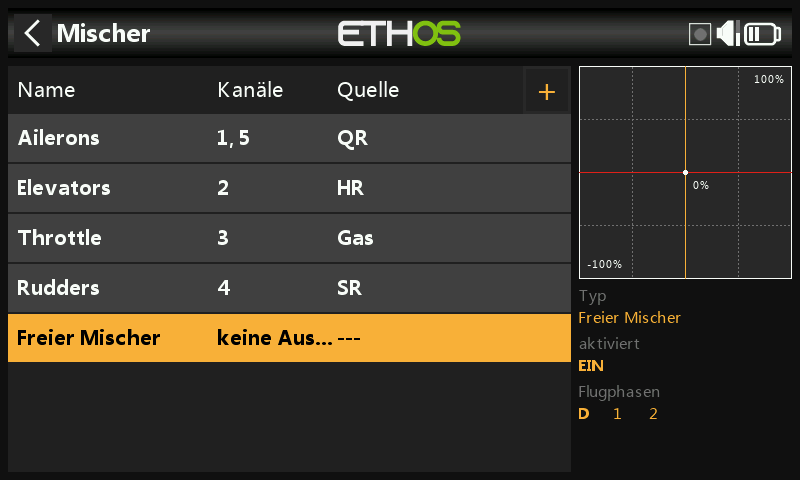 Mischer
ETHOS
Name Kanäle Quelle +
Ailerons 1, 5 QR
Elevators 2 HR
Throttle 3 Gas
Rudders 4 SR
Freier Mischer keine Aus... ---
100%
0%
-100%
Typ
Freier Mischer
aktiviert
EIN
Flugphasen
D 1 2